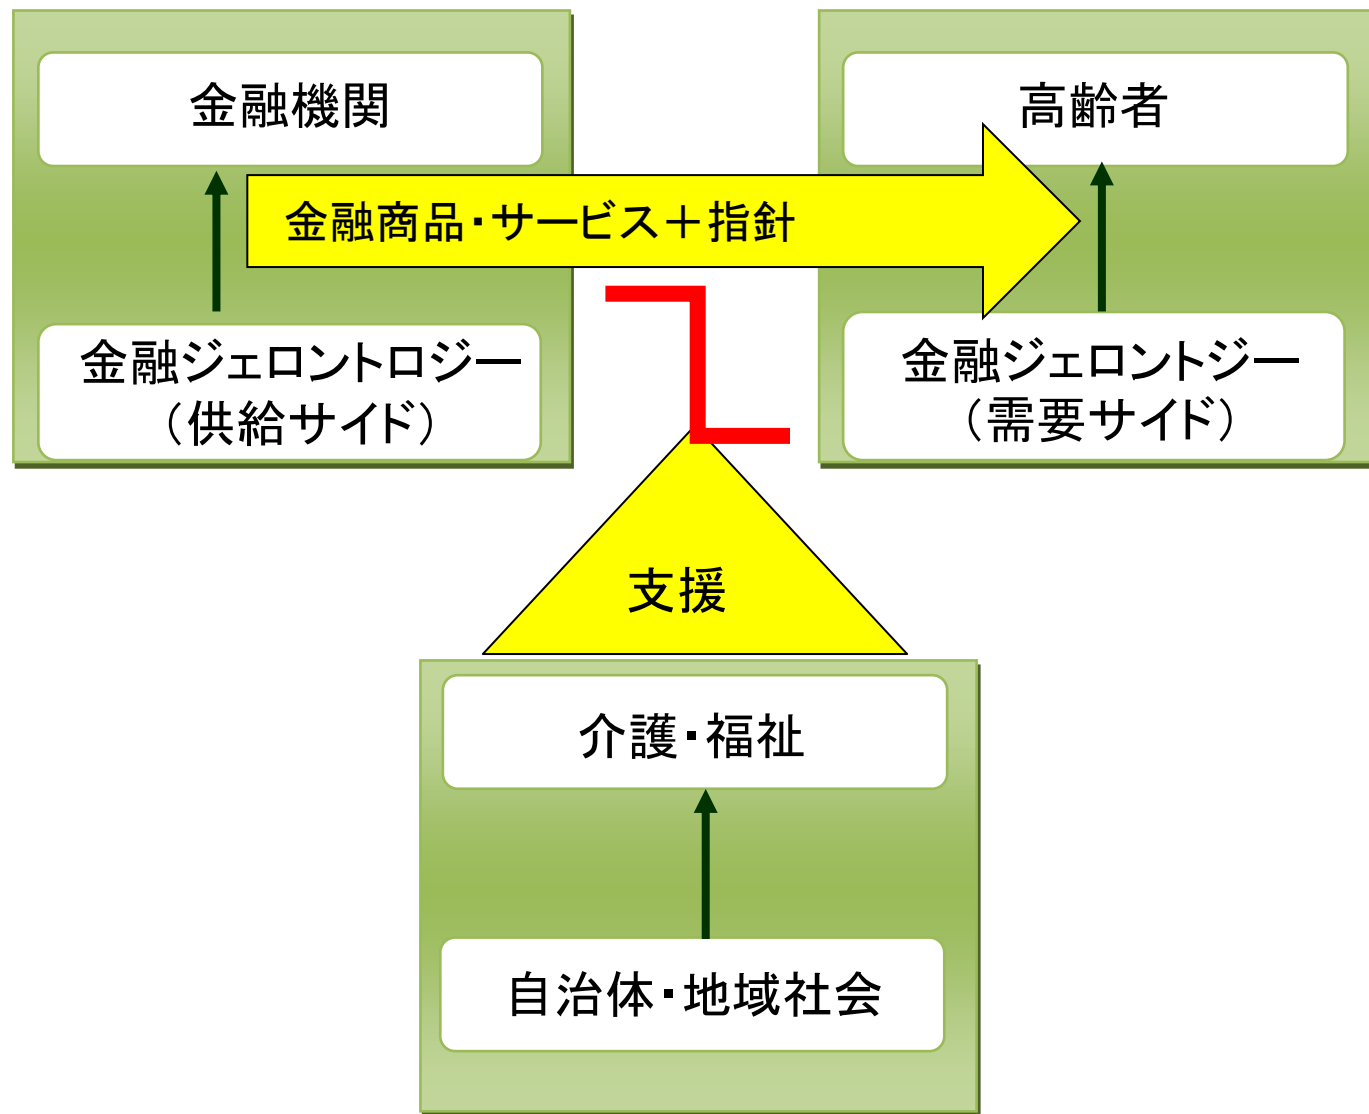 金融機関
高齢者
金融商品・サービス＋指針
金融ジェロントロジー
（供給サイド）
金融ジェロントジー
（需要サイド）
支援
介護・福祉
自治体・地域社会